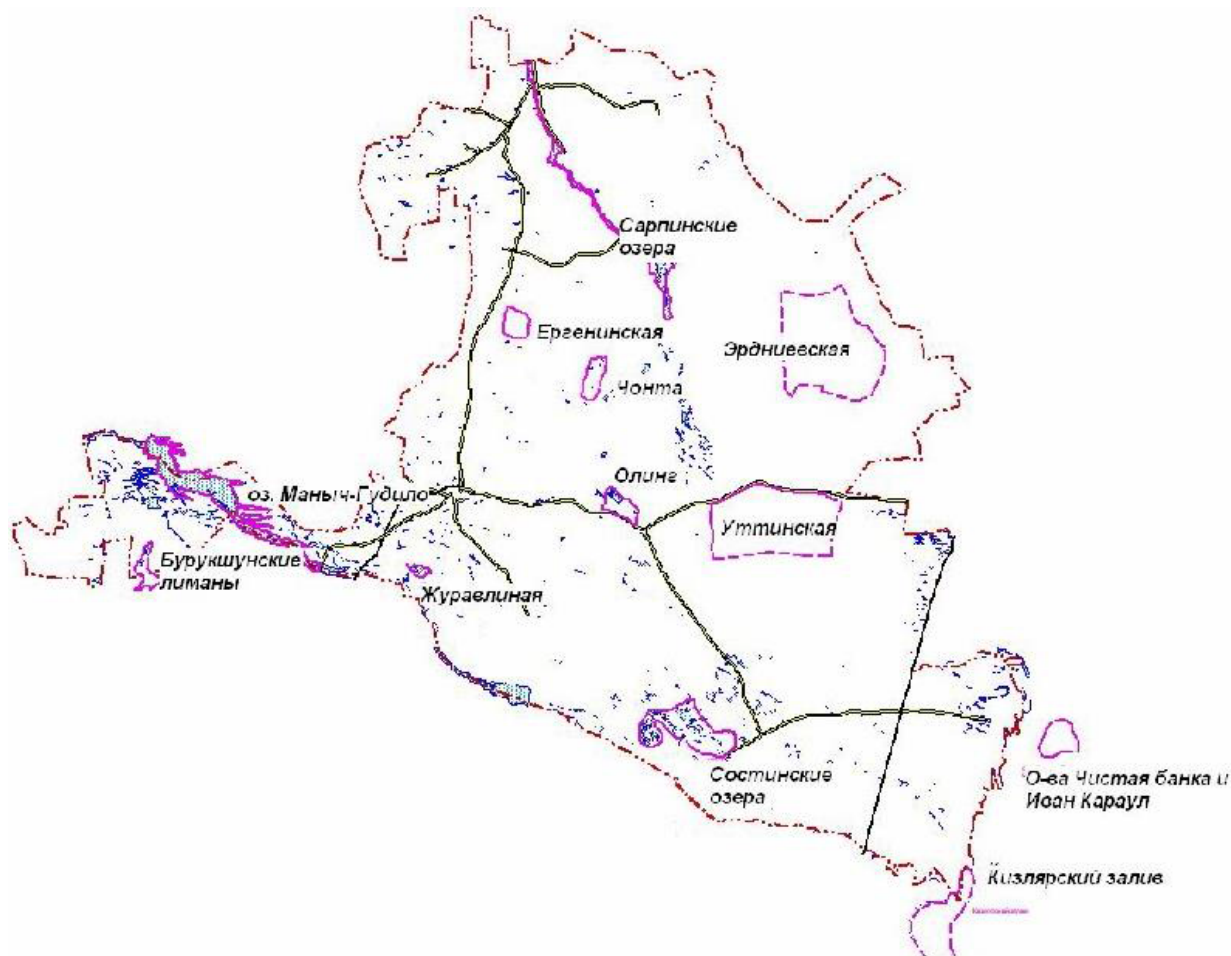 Сарпинские
озера
Ергенинская
Эрдниевская
Чонта
Олинг
оз. Маныч-Гудило
Уттинская
Бурукшунские
лиманы
Журавлиная
Состинские
озера
О-ва Чистая банка и
Иван Караул
Кизлярский залив